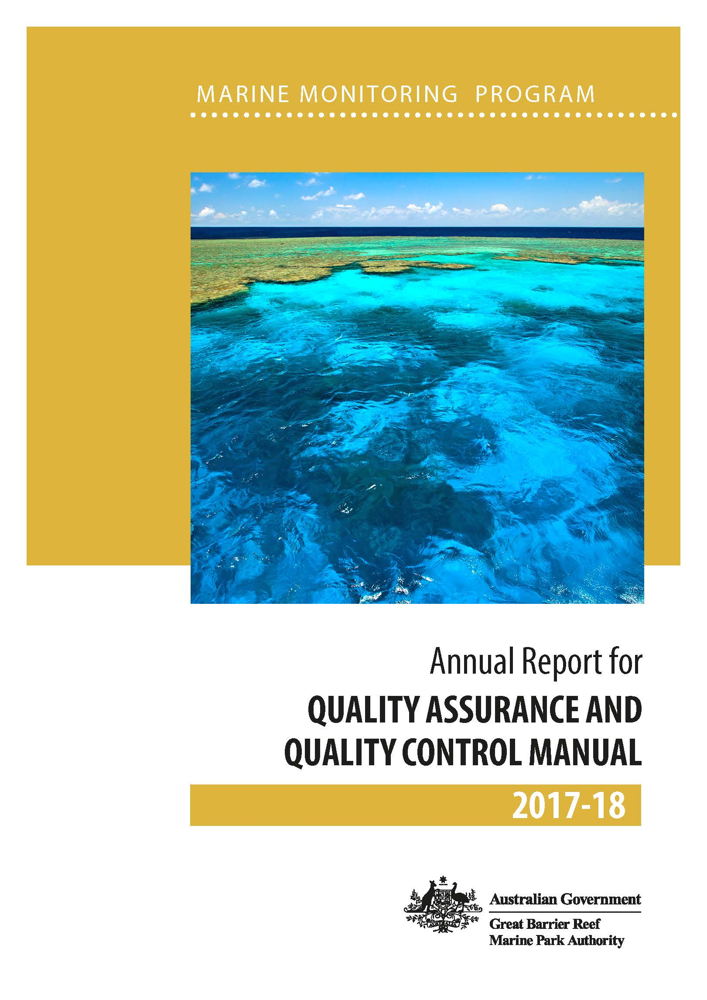 MARINE MONITORING PROGRAM
Annual Report for
QUALITY ASSURANCE AND
QUALITY CONTROL MANUAL
2017-18
Australian Government
Great Barrier Reef
Marine Park Authority